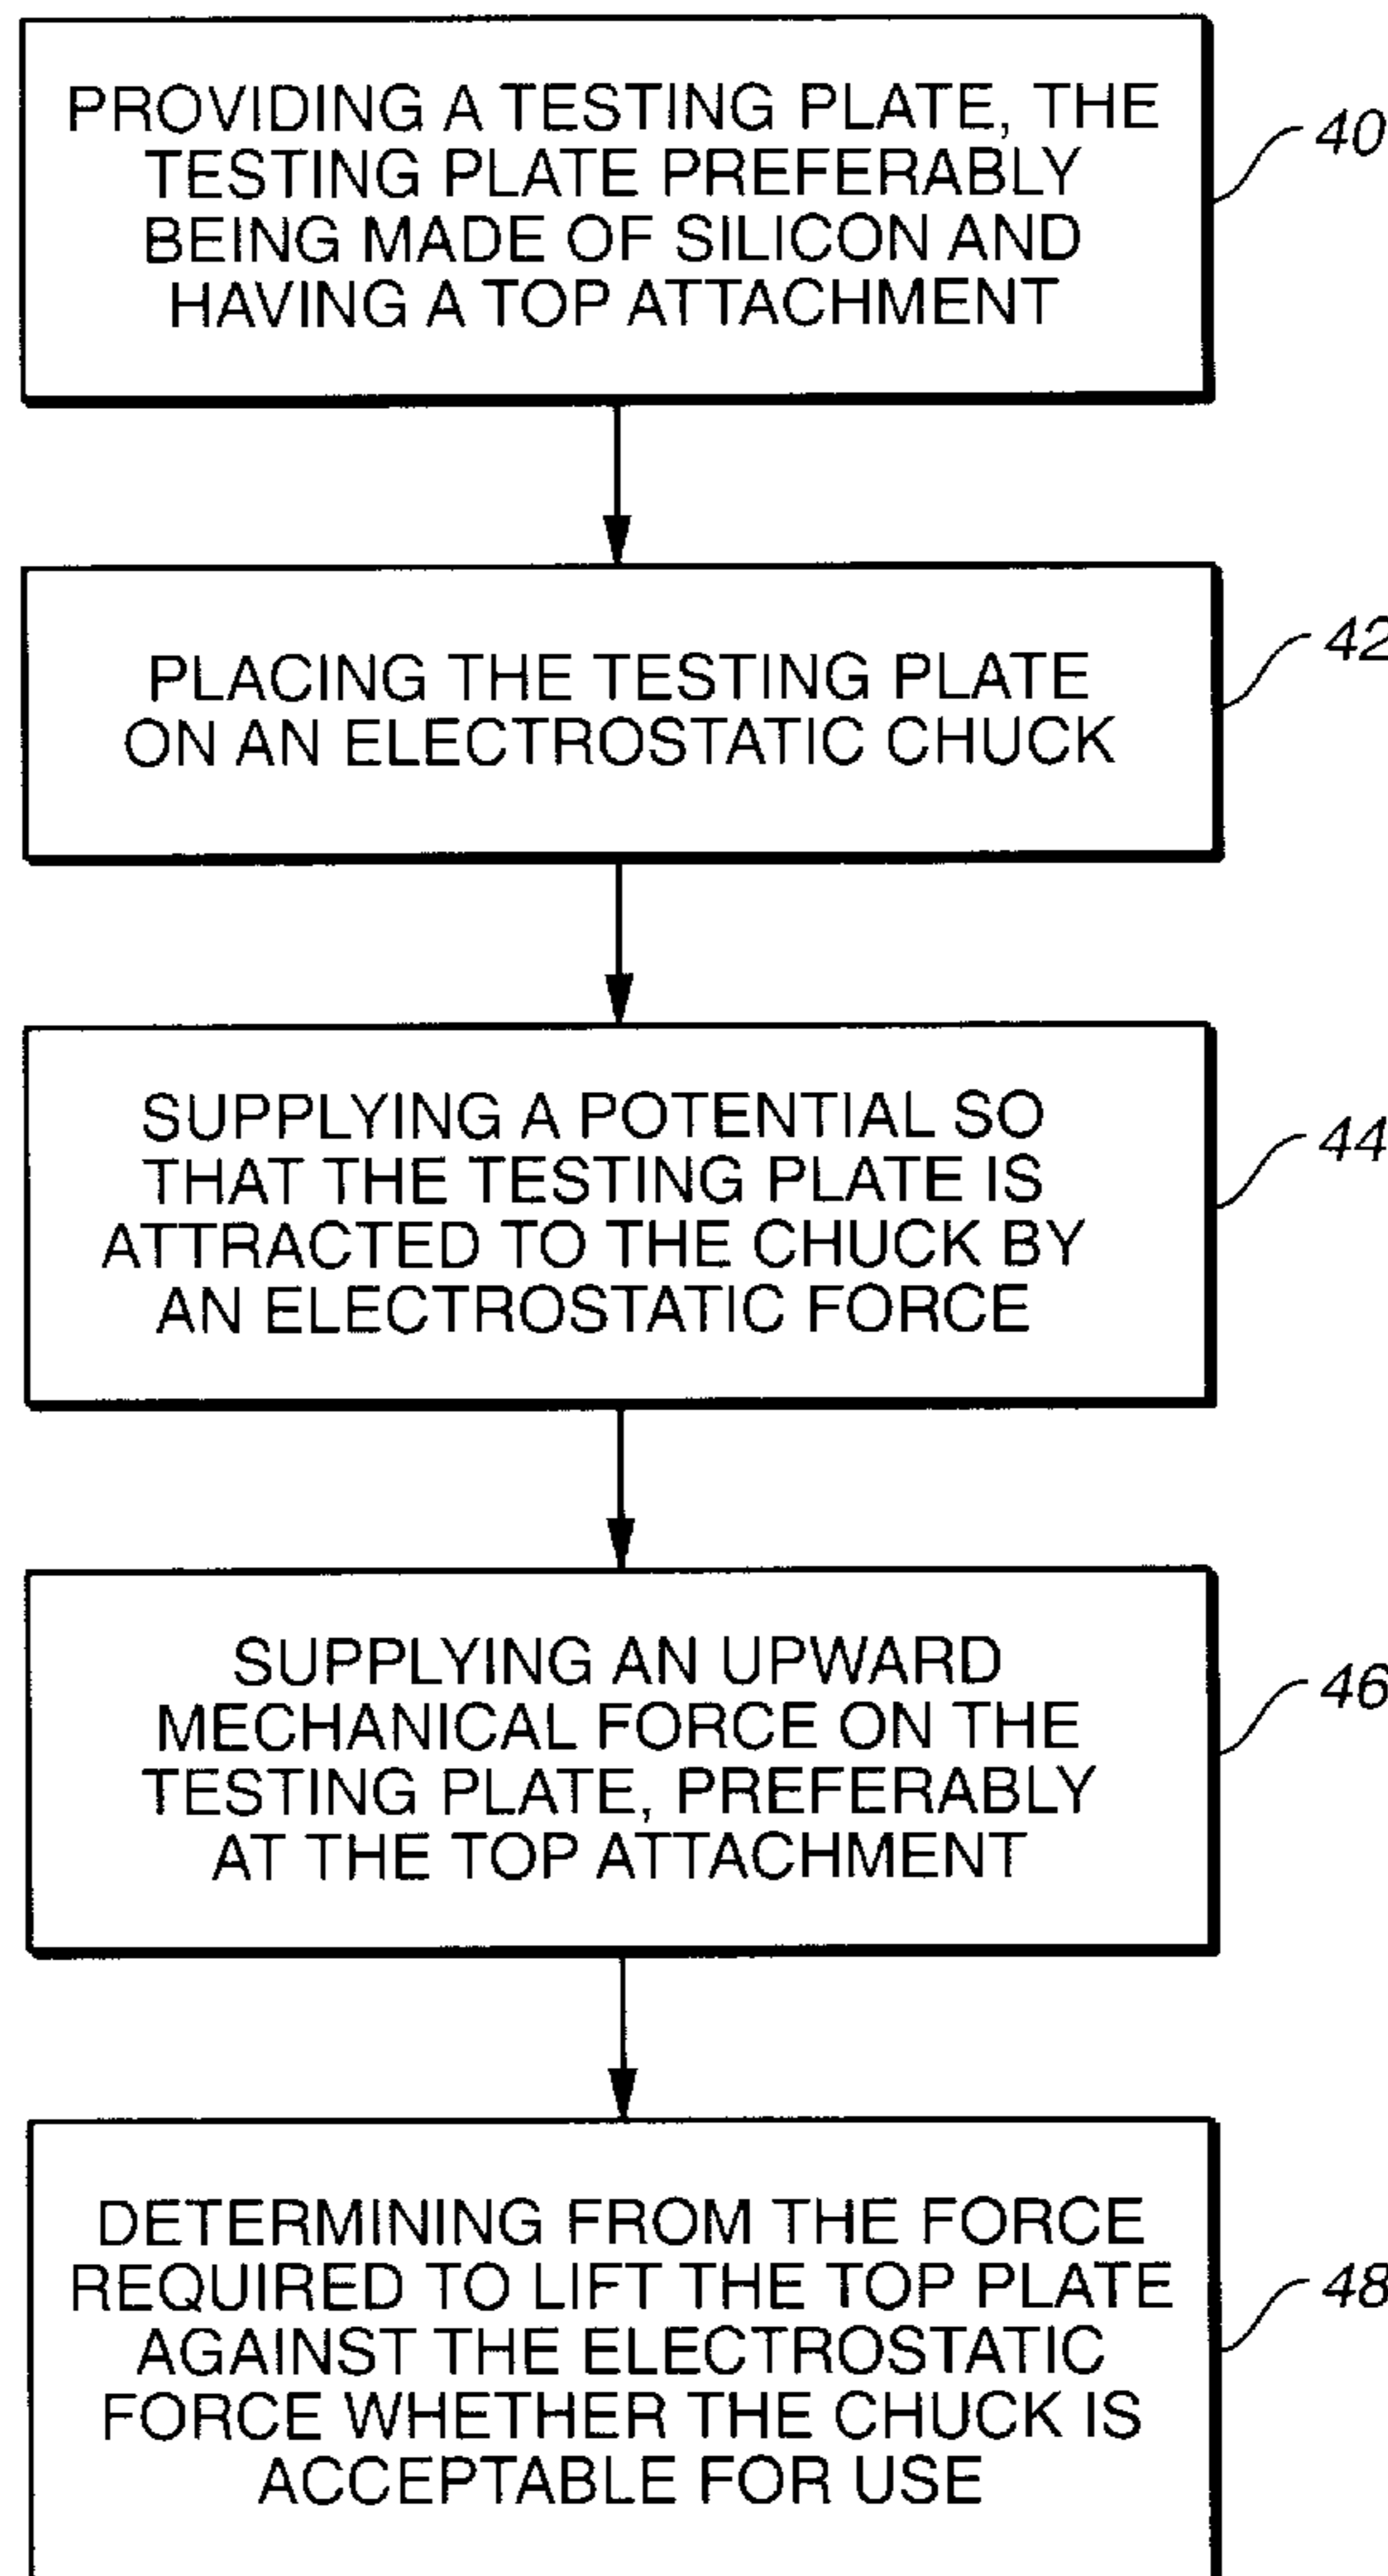 PROVIDING A TESTING PLATE, THE
TESTING PLATE PREFERABLY
BEING MADE OF SILICON AND
HAVING A TOP ATTACHMENT
40
PLACING THE TESTING PLATE
ON AN ELECTROSTATIC CHUCK
42
SUPPLYING A POTENTIAL SO
THAT THE TESTING PLATE IS
ATTRACTED TO THE CHUCK BY
AN ELECTROSTATIC FORCE
44
SUPPLYING AN UPWARD
MECHANICAL FORCE ON THE
TESTING PLATE, PREFERABLY
AT THE TOP ATTACHMENT
46
DETERMINING FROM THE FORCE
REQUIRED TO LIFT THE TOP PLATE
AGAINST THE ELECTROSTATIC
FORCE WHETHER THE CHUCK IS
ACCEPTABLE FOR USE
48